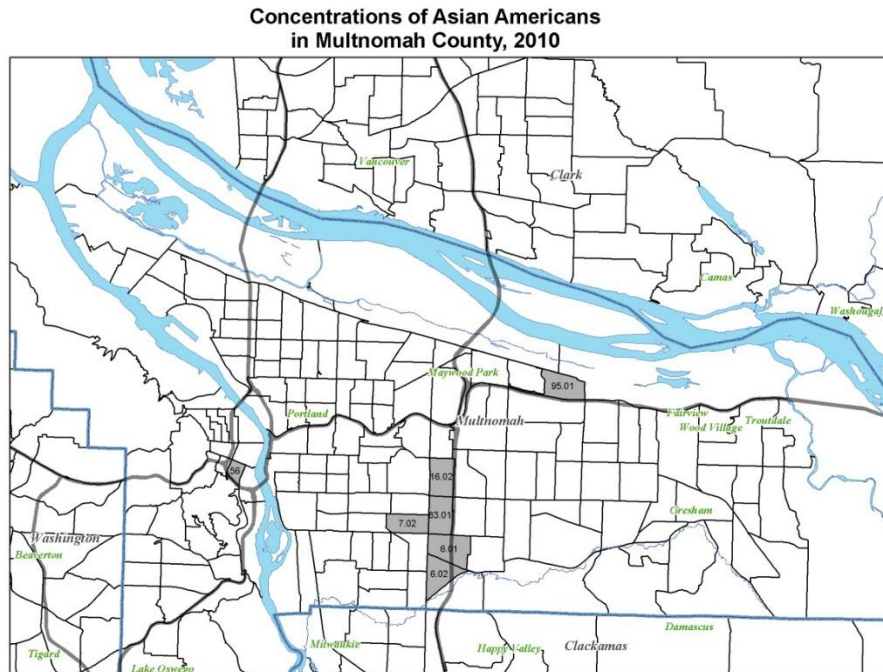 Concentrations of Asian Americans
in Multnomah County, 2010
Vancouver
Clark
Camas
Washougal
Maywood Park
95.01
Portland
Multnomah
Fairview
Wood Village
Troutdale
56
16.02
83.01
7.02
Gresham
Washington
6.01
Beaverton
6.02
Damascus
Milwaukie
Happy Valley
Clackamas
Tigard
Lake Oswego